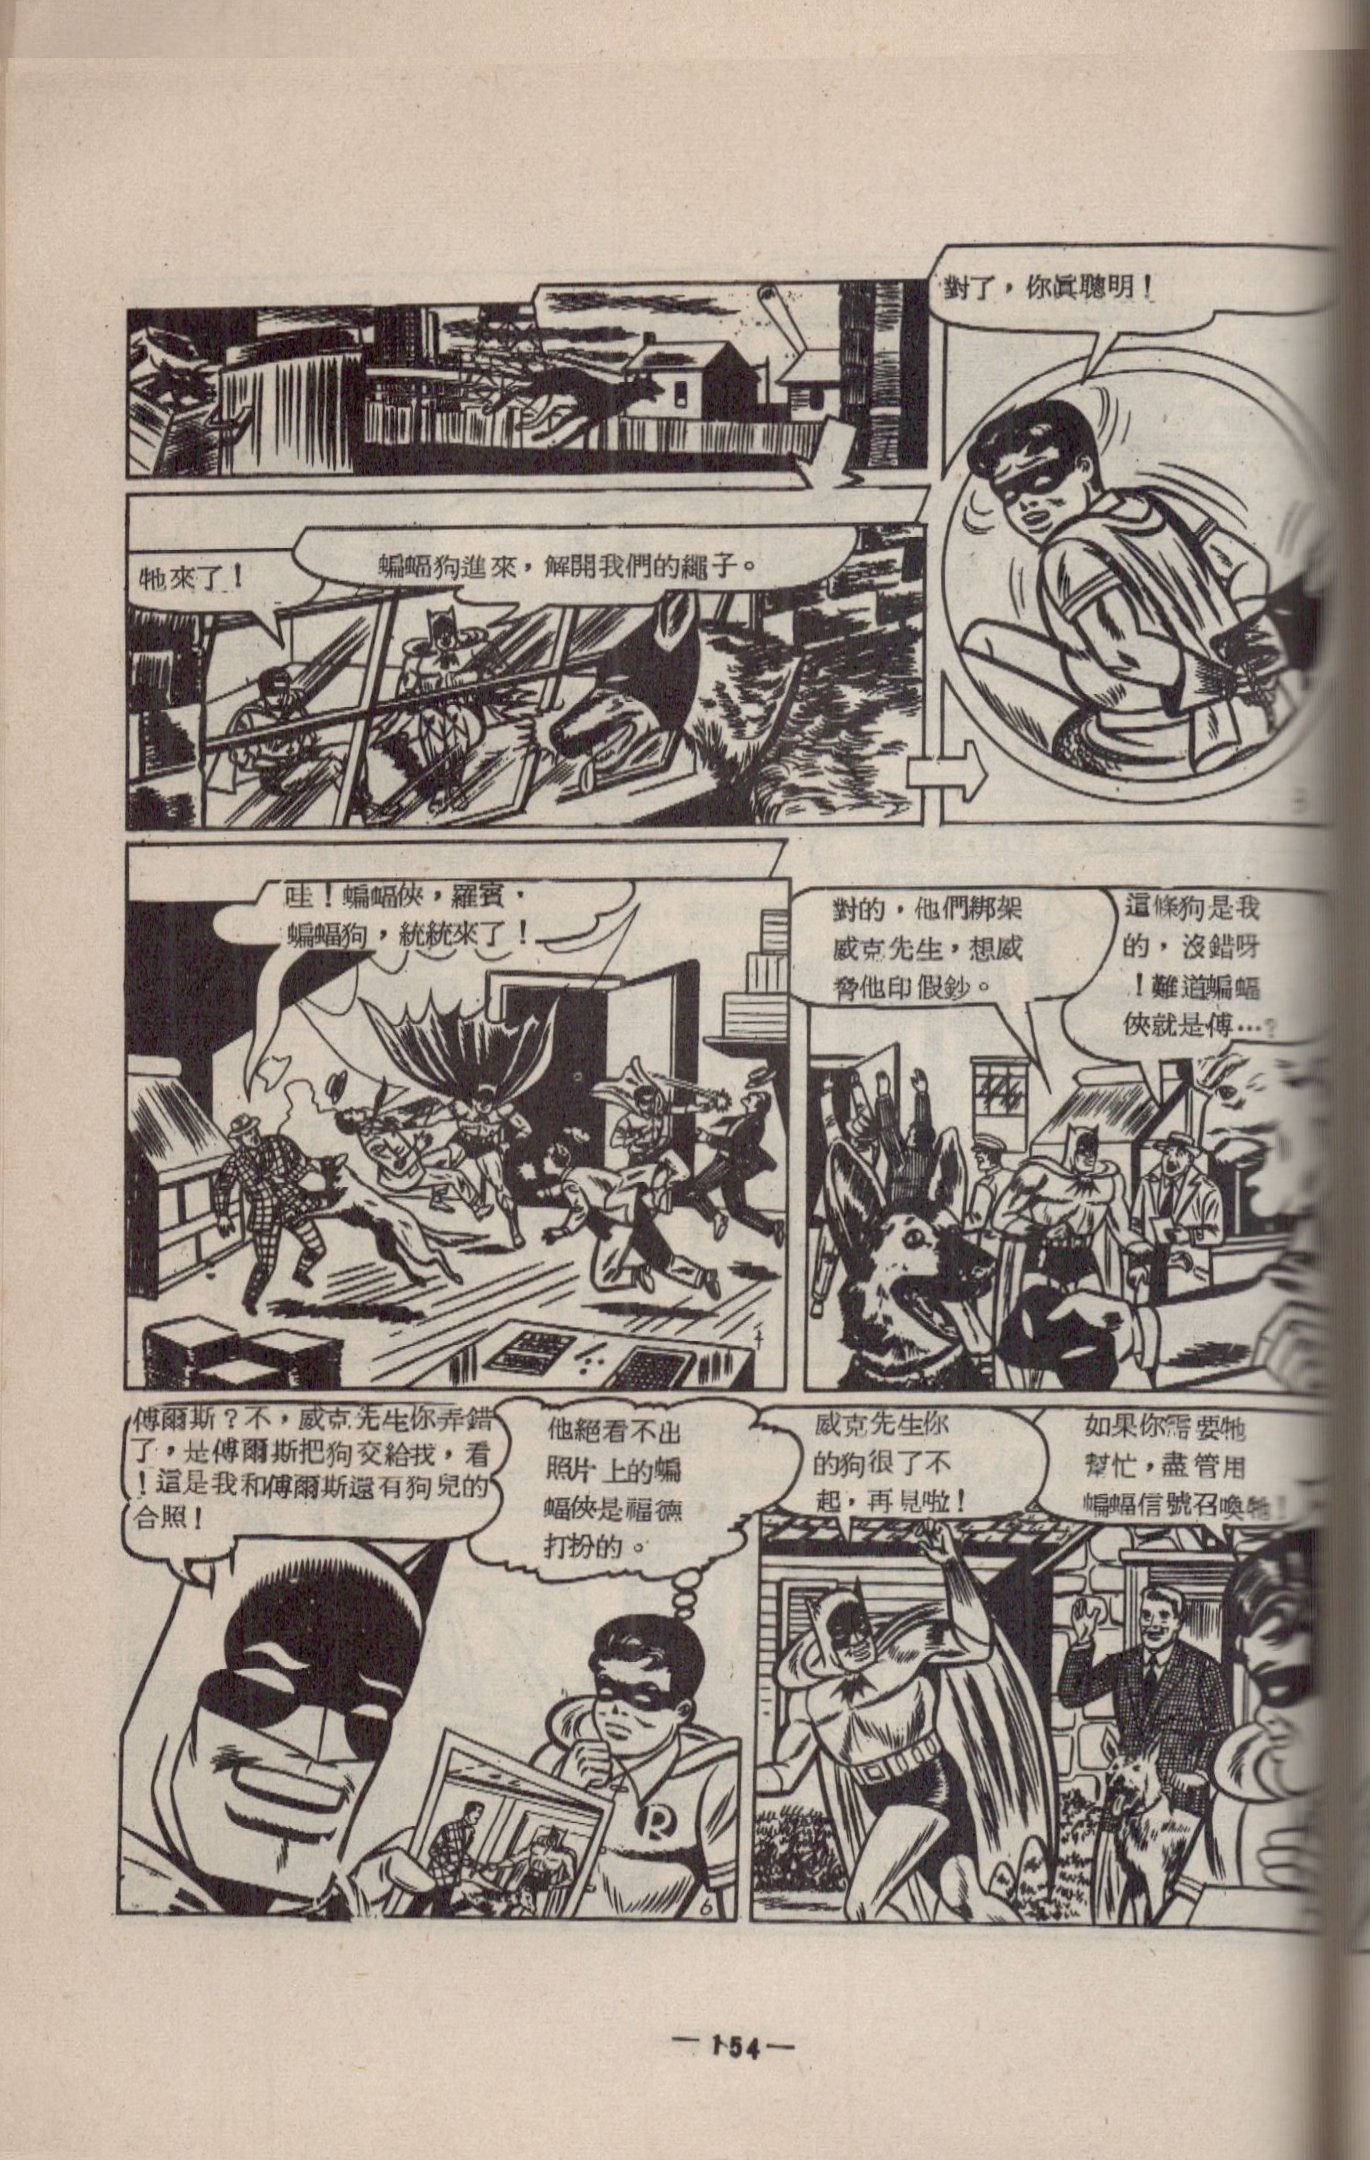 牠來了！
蝙蝠狗進來，解開我們的繩子。
對了，你眞聰明！
哇！蝙蝠俠，羅賓，
蝙蝠狗，統統來了！
對的，他們綁架
威克先生，想威
脅他印假鈔。
這條狗是我
的，沒錯呀
！難道蝙蝠
俠就是傅…？
傅爾斯？不，威克先生你弄錯
了，是傅爾斯把狗交給我，看
！這是我和傅爾斯還有狗兒的
合照！
他絕看不出
照片上的蝙
蝠俠是福德
打扮的。
R
6
威克先生你
的狗很了不
起，再見啦！
如果你需要牠
幫忙，盡管用
蝙蝠信號召喚牠！
—154—